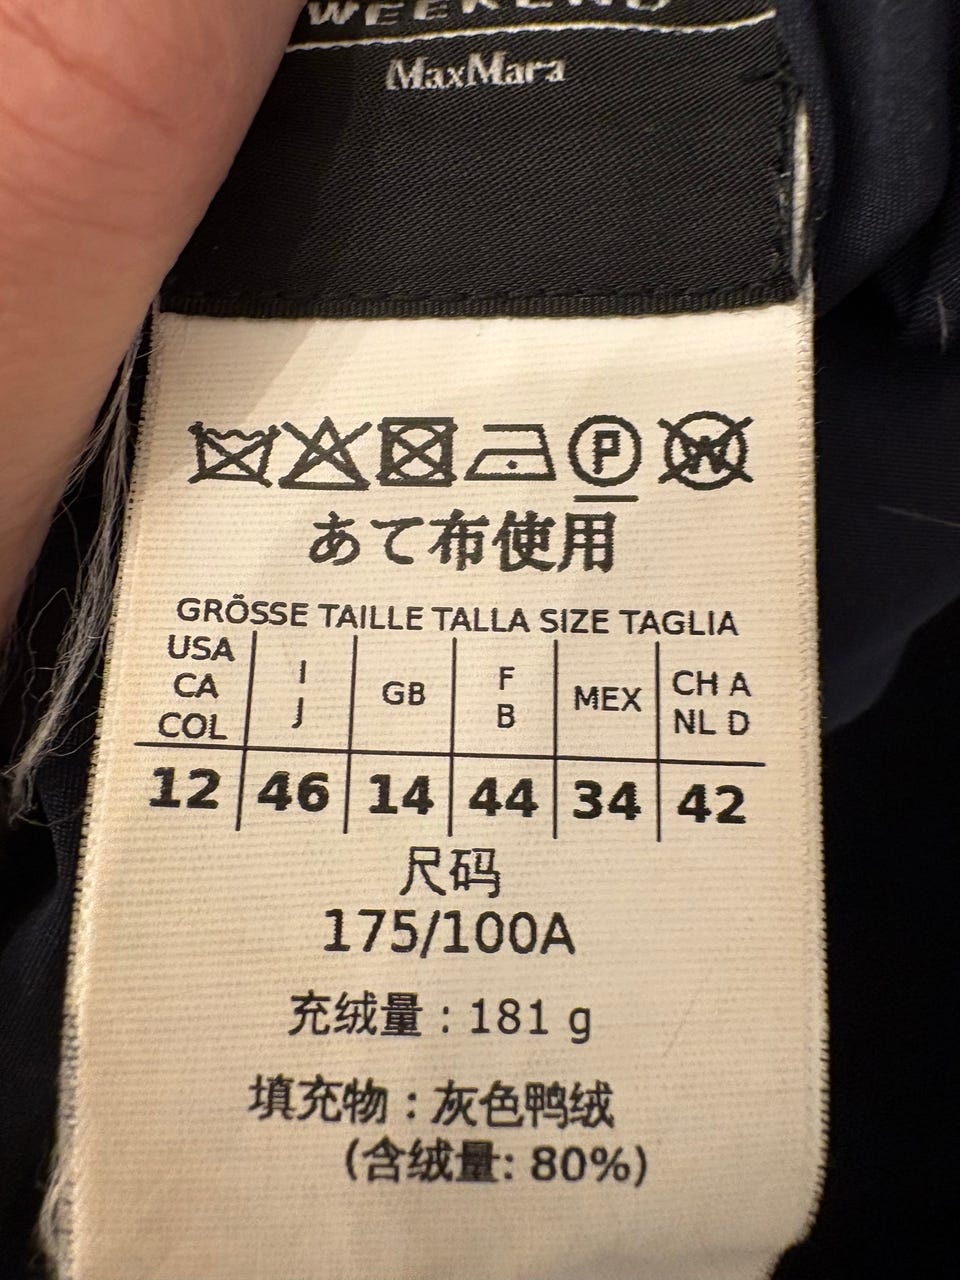 WEEKEND
MaxMara
P W
あて布使用
GRÖSSE TAILLE TALLA SIZE TAGLIA
USA CA COL | I J | GB | F B | MEX | CH A NL D
12 | 46 | 14 | 44 | 34 | 42
尺码
175/100A
充绒量：181 g
填充物：灰色鸭绒
(含绒量: 80%)